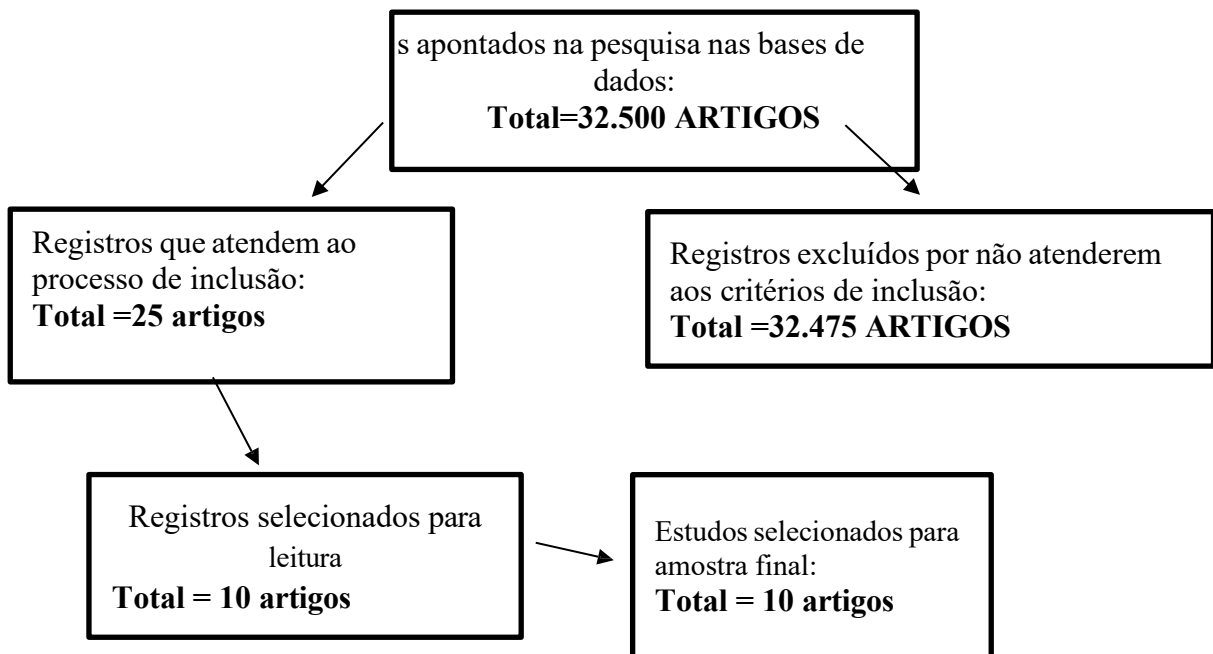 s apontados na pesquisa nas bases de
dados:
Total=32.500 ARTIGOS
Registros que atendem ao
processo de inclusão:
Total =25 artigos
Registros excluídos por não atenderem
aos critérios de inclusão:
Total =32.475 ARTIGOS
Registros selecionados para
leitura
Total = 10 artigos
Estudos selecionados para
amostra final:
Total = 10 artigos